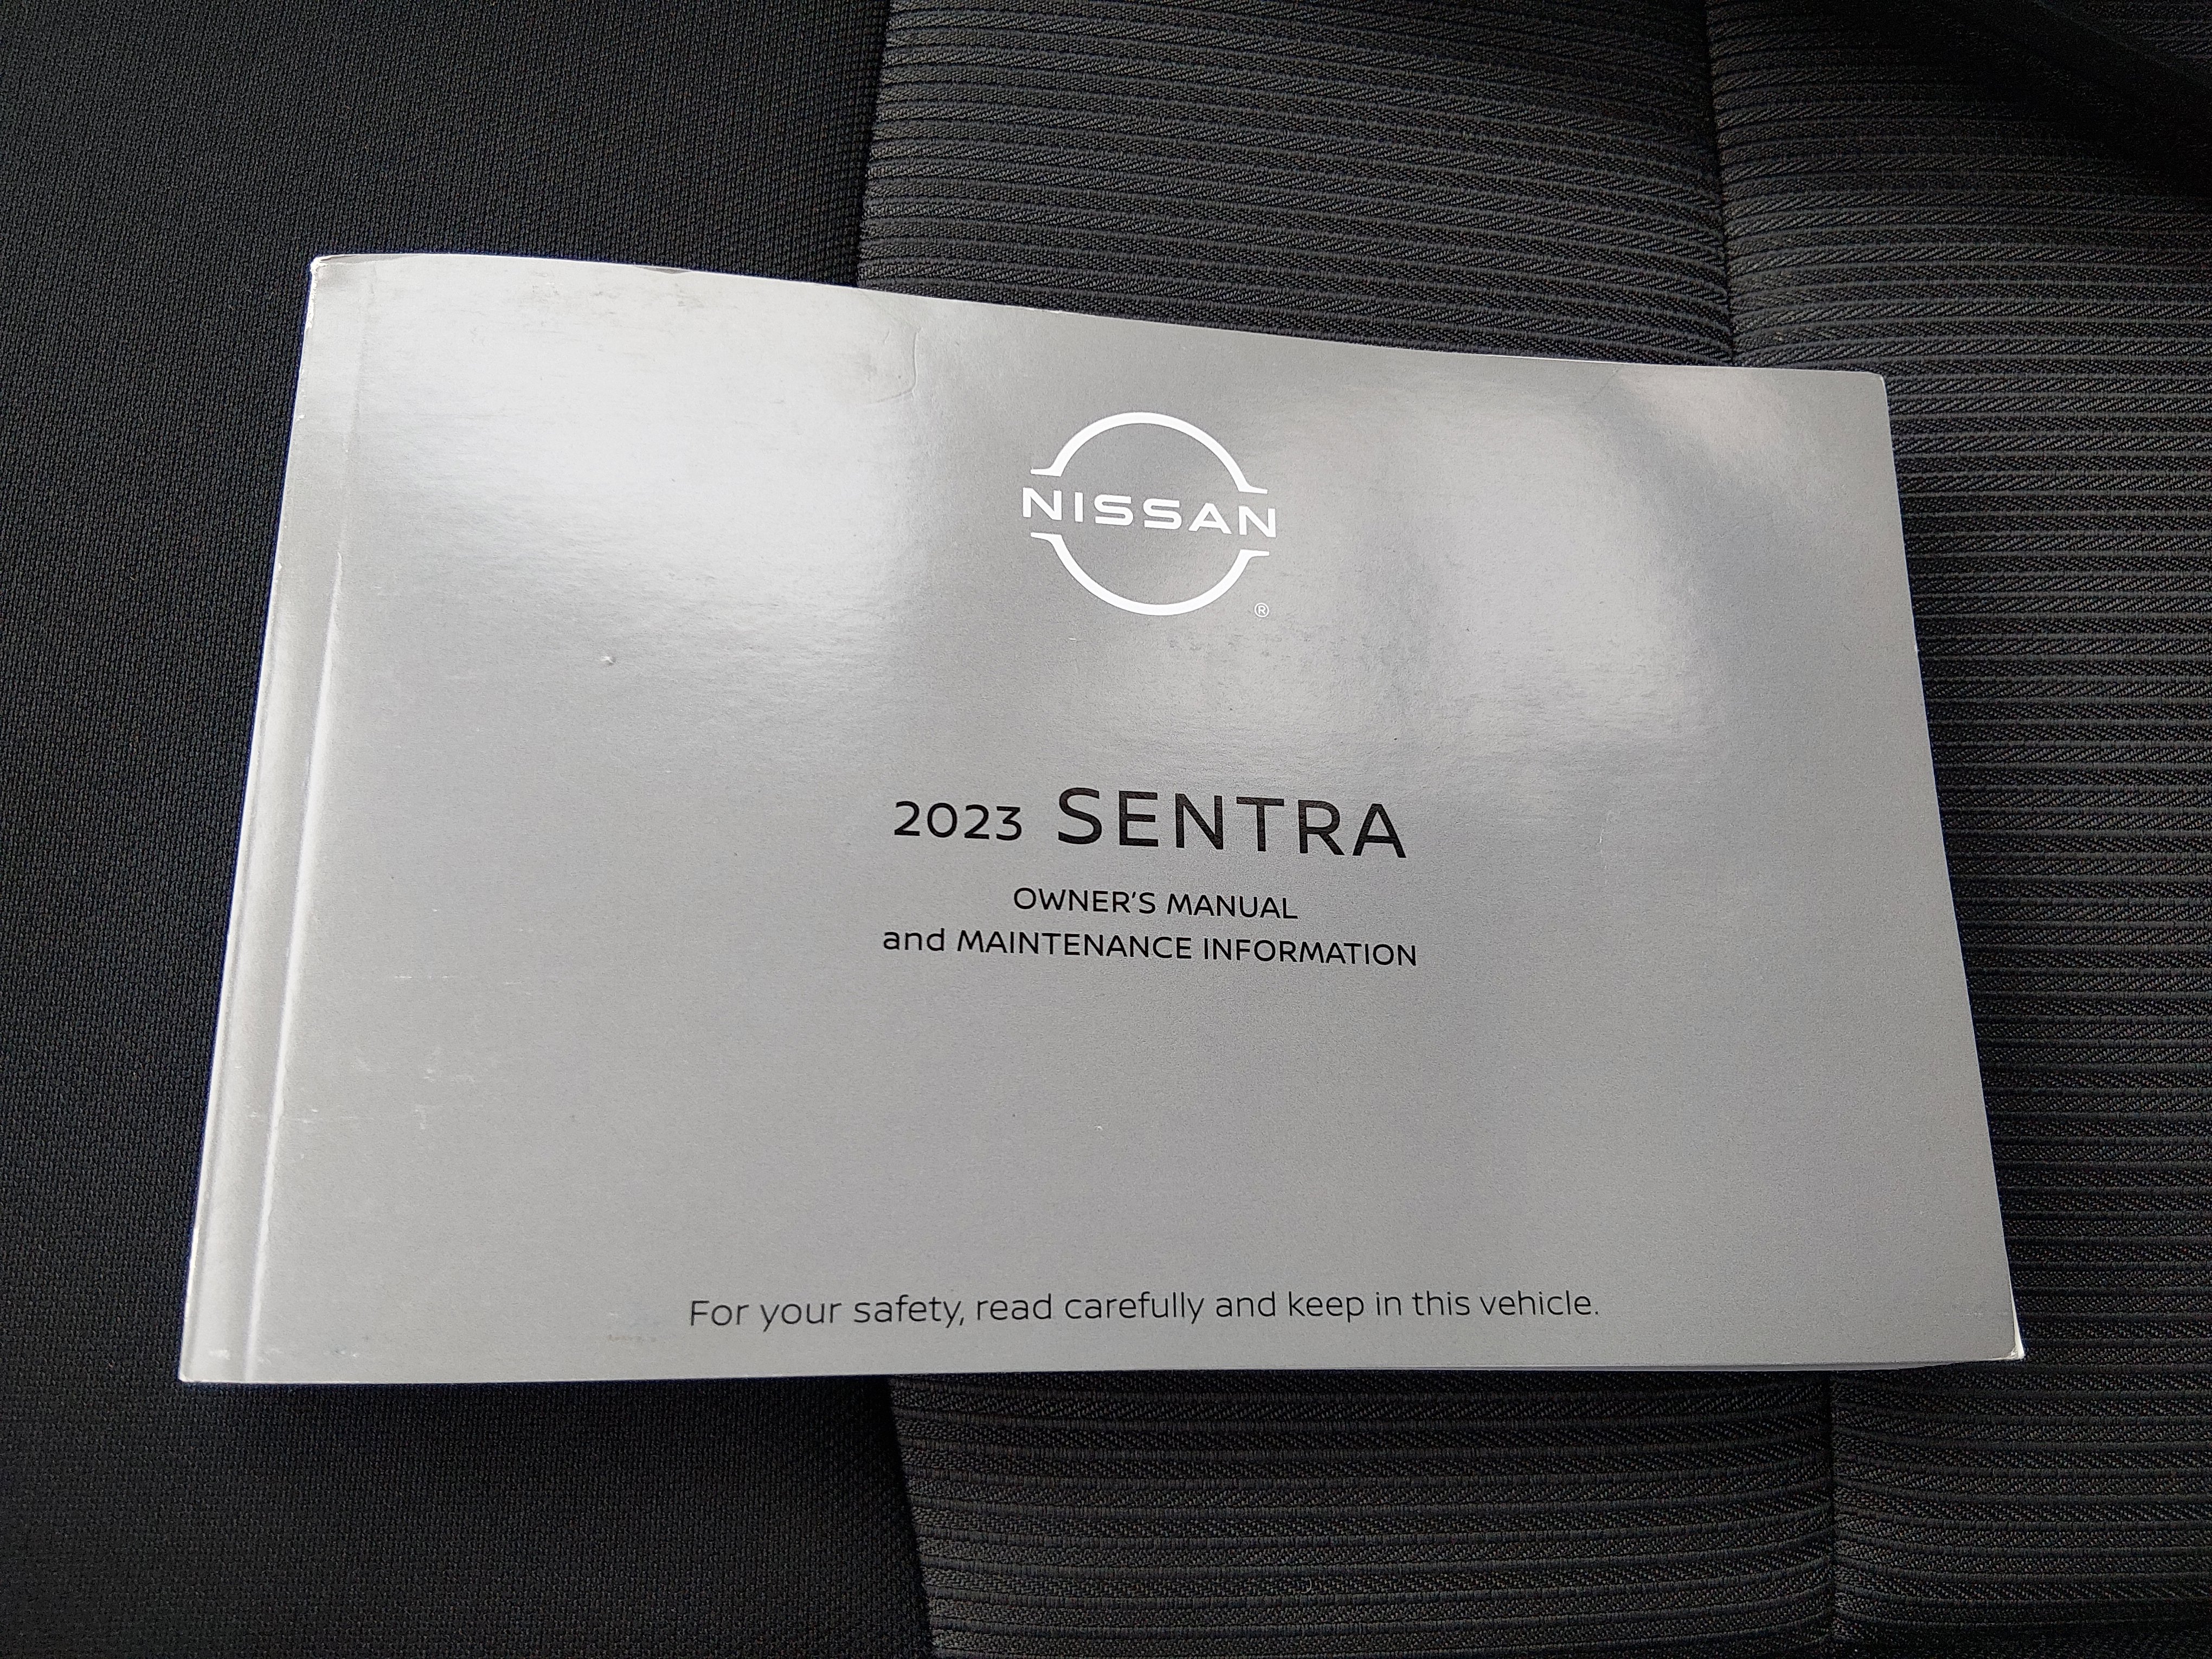 NISSAN
®
2023 SENTRA
OWNER'S MANUAL
and MAINTENANCE INFORMATION
For your safety, read carefully and keep in this vehicle.